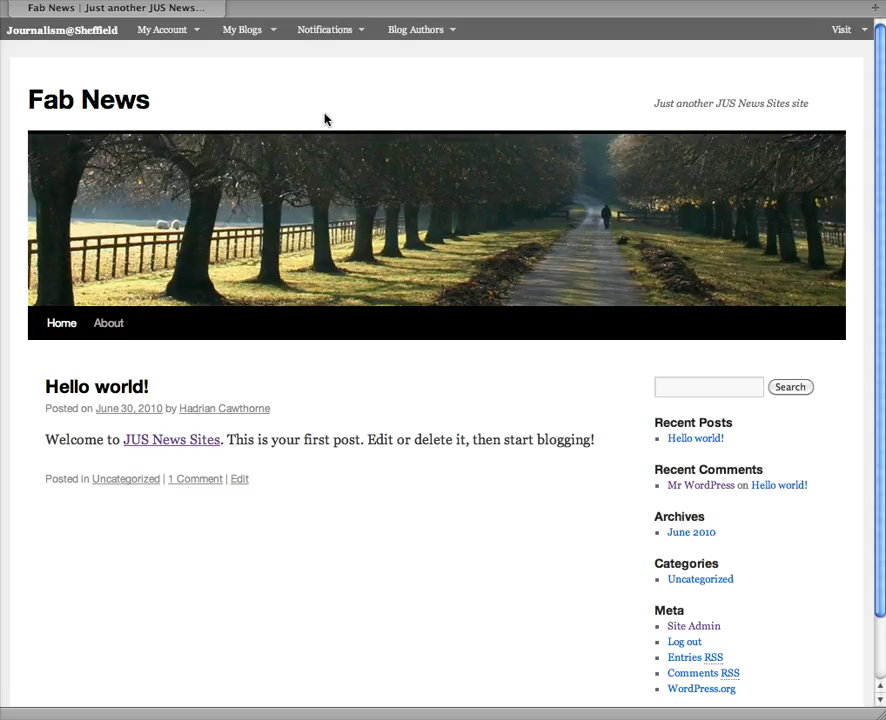 Fab News | Just another JUS News...
Journalism@Sheffield My Account My Blogs Notifications Blog Authors Visit
Fab News
Just another JUS News Sites site
Home About
Hello world!
Posted on June 30, 2010 by Hadrian Cawthorne
Welcome to JUS News Sites. This is your first post. Edit or delete it, then start blogging!
Posted in Uncategorized | 1 Comment | Edit
Search
Recent Posts
Hello world!
Recent Comments
Mr WordPress on Hello world!
Archives
June 2010
Categories
Uncategorized
Meta
Site Admin
Log out
Entries RSS
Comments RSS
WordPress.org